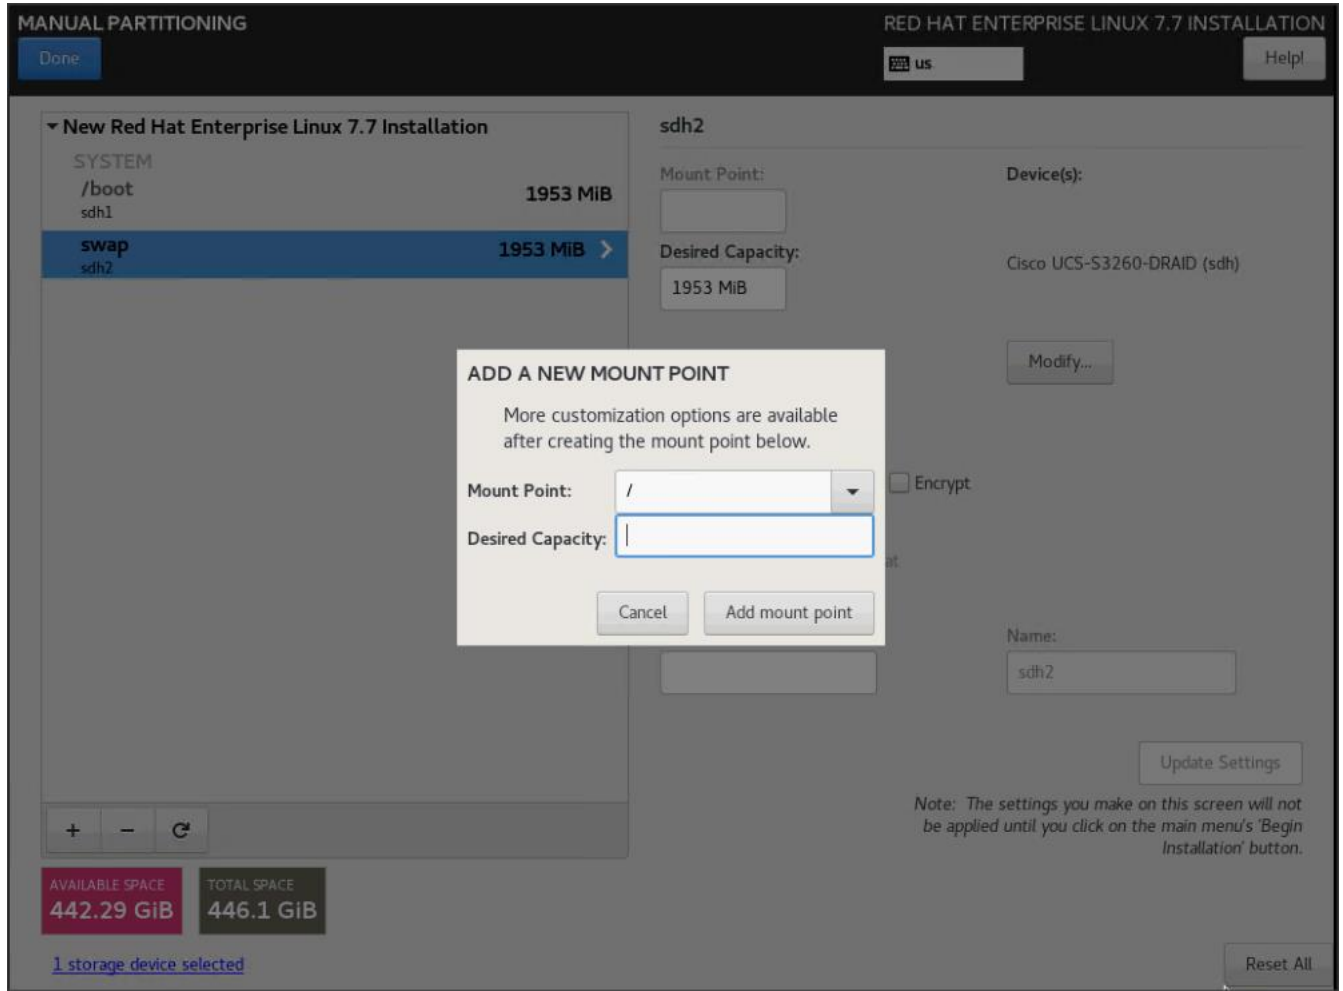 MANUAL PARTITIONING
RED HAT ENTERPRISE LINUX 7.7 INSTALLATION
Done
us
Help!
New Red Hat Enterprise Linux 7.7 Installation
SYSTEM
/boot
1953 MiB
sdh1
swap
1953 MiB
sdh2
sdh2
Mount Point:
Device(s):
Desired Capacity:
Cisco UCS-S3260-DRAID (sdh)
1953 MiB
Modify...
ADD A NEW MOUNT POINT
More customization options are available
after creating the mount point below.
Mount Point:
/
Desired Capacity:
Cancel
Add mount point
Encrypt
at
Name:
sdh2
Update Settings
Note: The settings you make on this screen will not
be applied until you click on the main menu's 'Begin
Installation' button.
+ −
AVAILABLE SPACE
442.29 GiB
TOTAL SPACE
446.1 GiB
1 storage device selected
Reset All